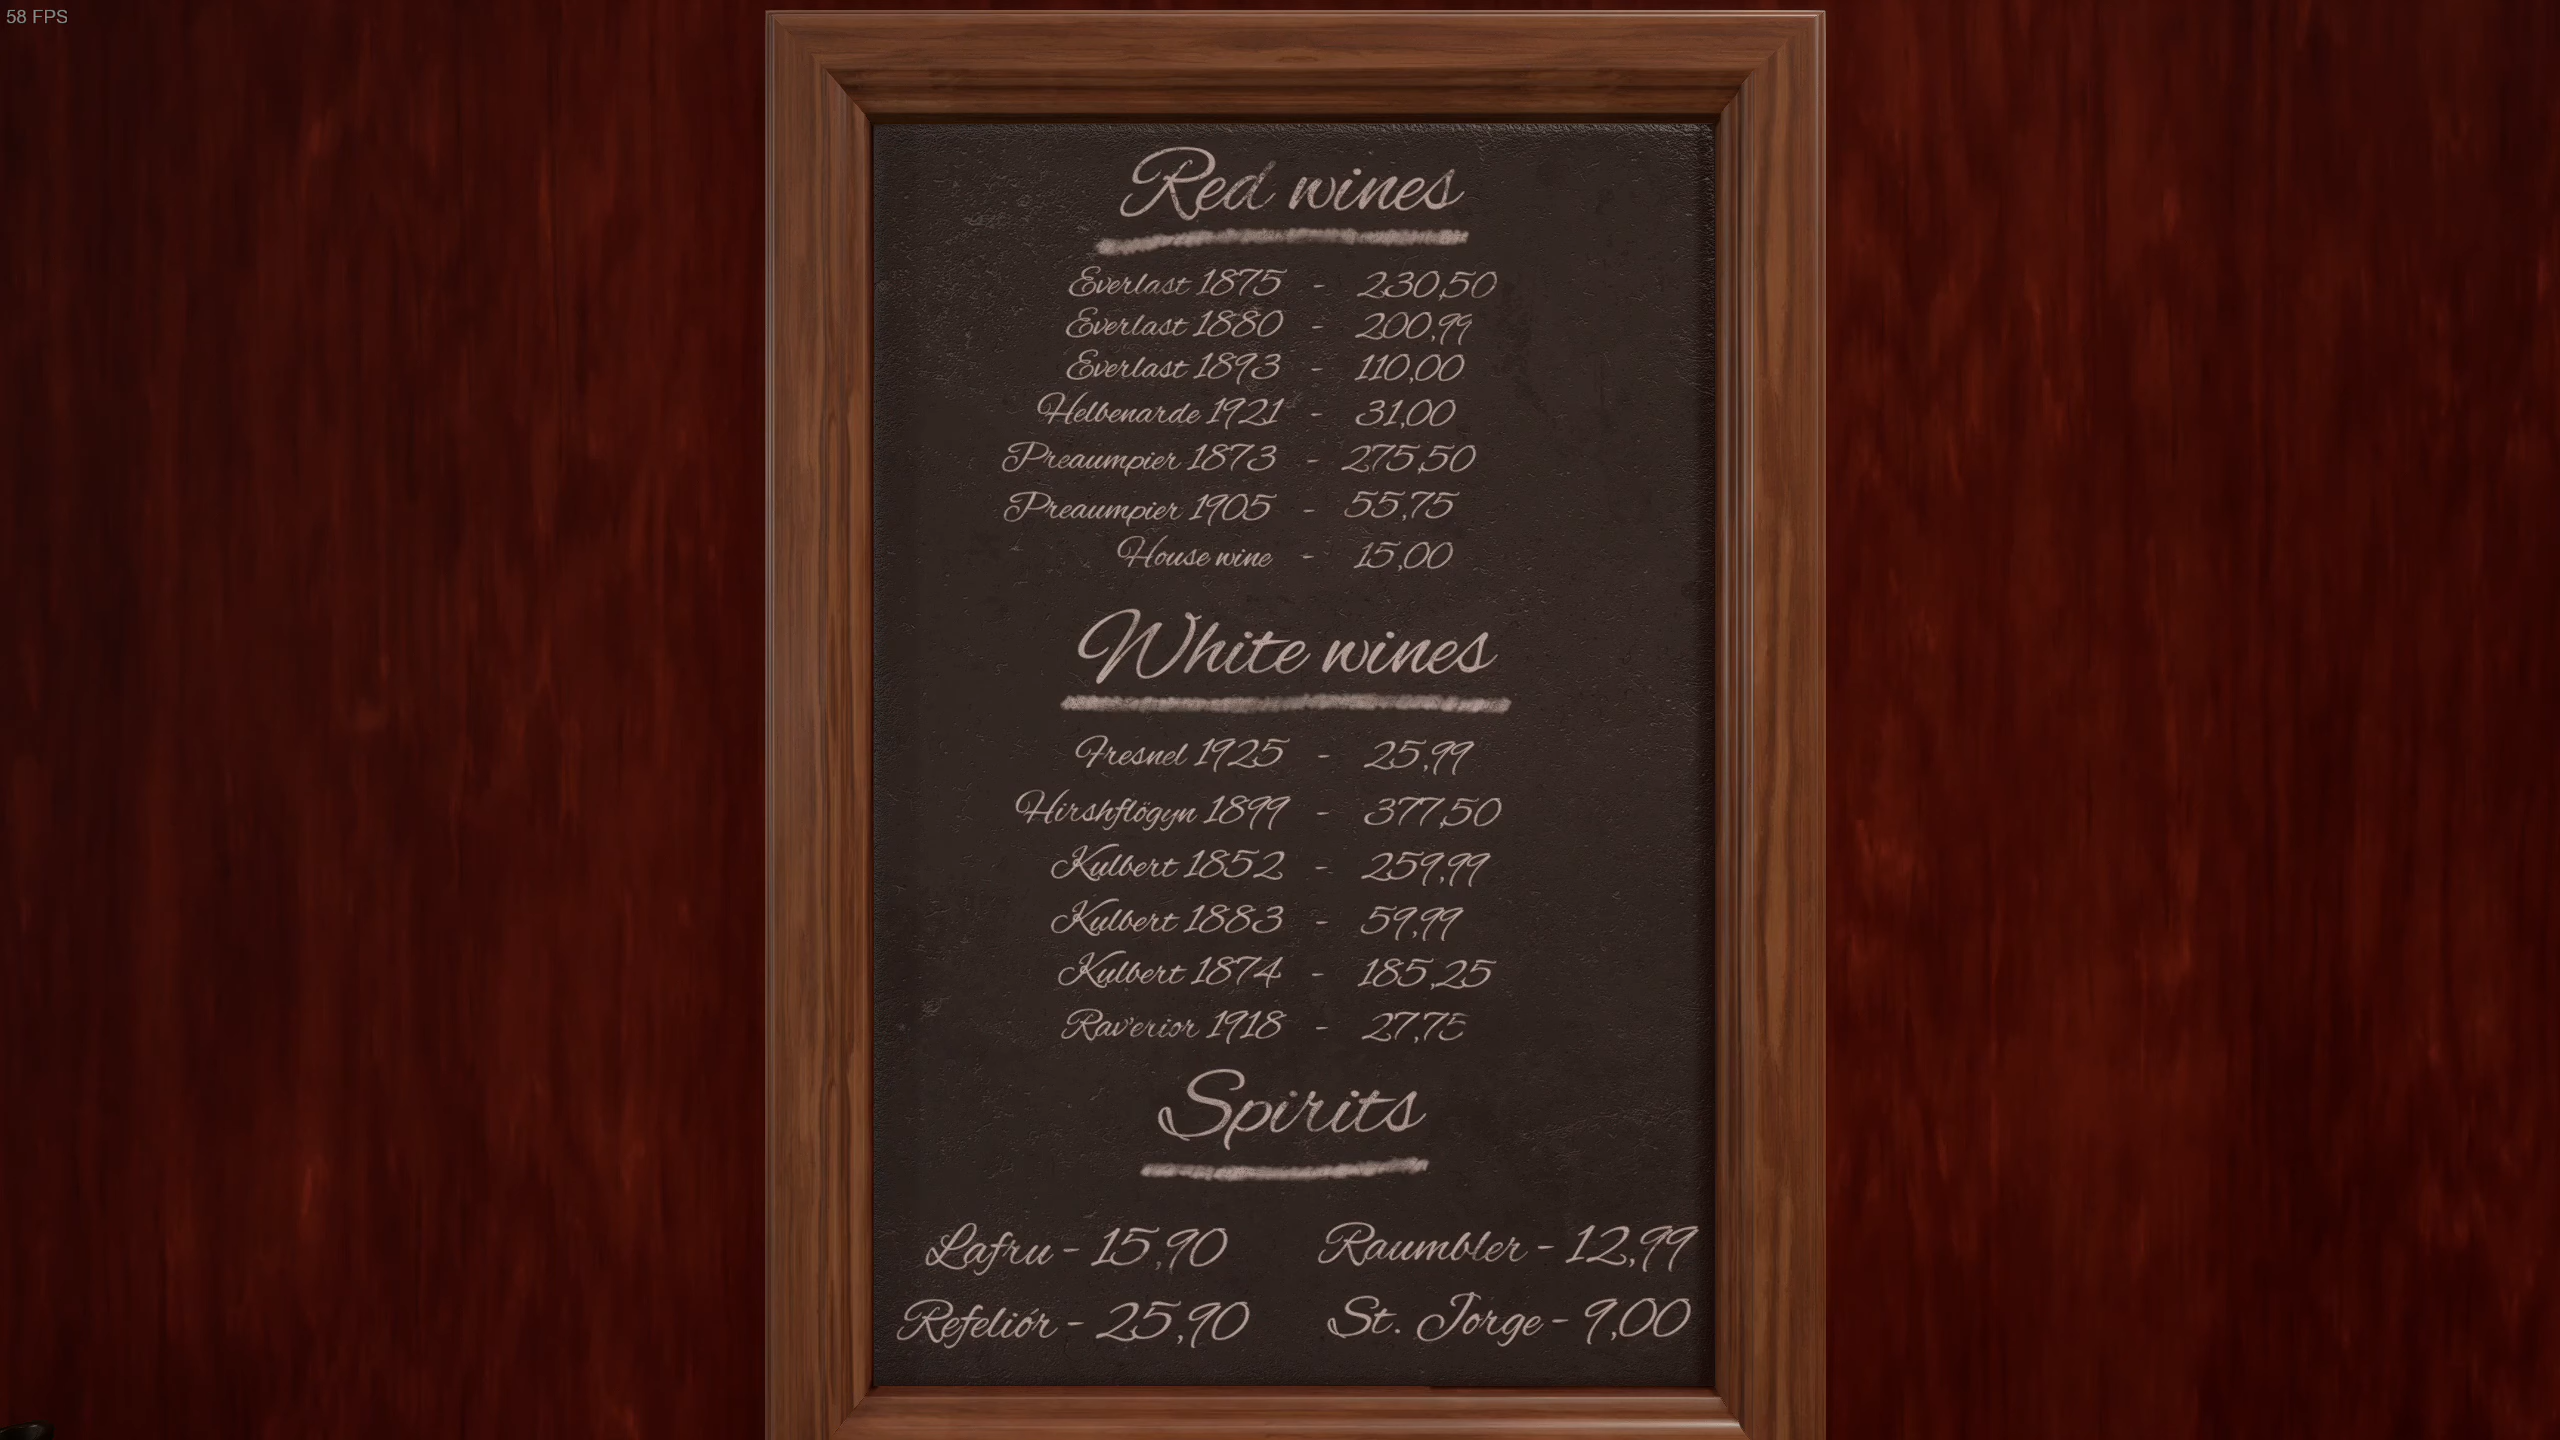 58 FPS
Red wines
Everlast 1875 - 230,50
Everlast 1880 - 200,99
Everlast 1893 - 110,00
Helbenarde 1921 - 31,00
Preaumpier 1873 - 275,50
Preaumpier 1905 - 55,75
House wine - 15,00
White wines
Fresnel 1925 - 25,99
Hirshflögyn 1899 - 377,50
Kulbert 1852 - 259,99
Kulbert 1883 - 59,99
Kulbert 1874 - 185,25
Raverior 1918 - 27,75
Spirits
Lafru - 15,90 Raumbler - 12,99
Refeliór - 25,90 St. Jorge - 9,00